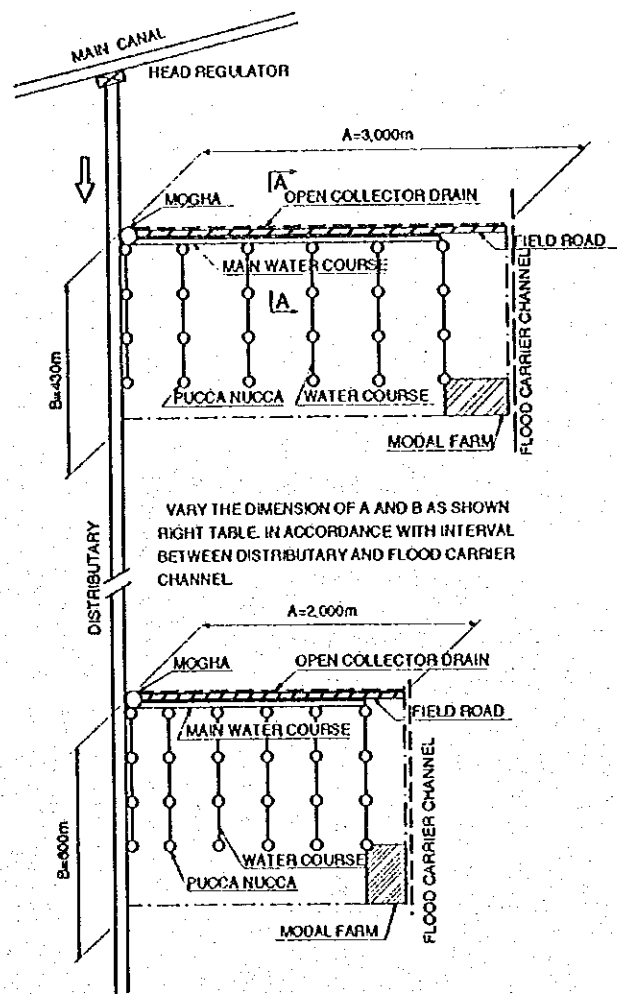 MAIN CANAL
HEAD REGULATOR
A=3,000m
A
MOGHA
OPEN COLLECTOR DRAIN
FIELD ROAD
MAIN WATER COURSE
A
B=430m
PUCCA NUCCA
WATER COURSE
MODAL FARM
FLOOD CARRIER CHANNEL
VARY THE DIMENSION OF A AND B AS SHOWN
RIGHT TABLE. IN ACCORDANCE WITH INTERVAL
BETWEEN DISTRIBUTARY AND FLOOD CARRIER
CHANNEL.
DISTRIBUTARY
A=2,000m
MOGHA
OPEN COLLECTOR DRAIN
FIELD ROAD
MAIN WATER COURSE
B=600m
WATER COURSE
PUCCA NUCCA
MODAL FARM
FLOOD CARRIER CHANNEL